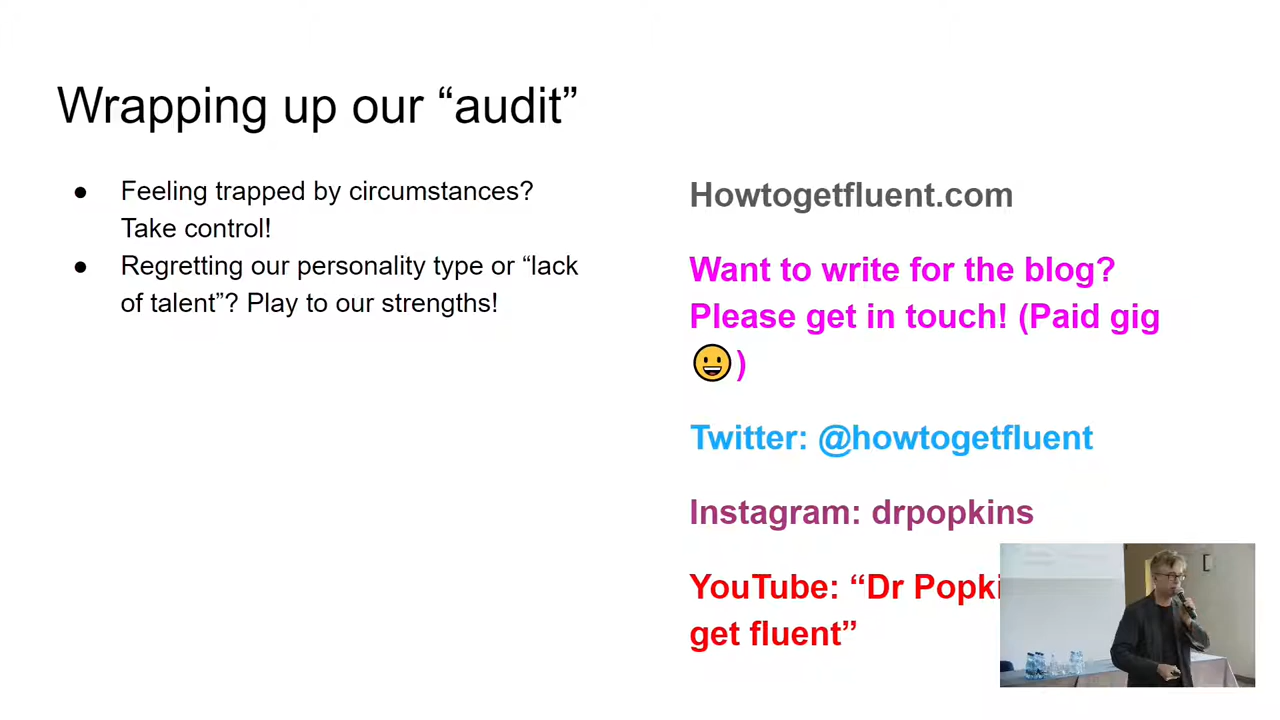 Wrapping up our “audit”
● Feeling trapped by circumstances?
Take control!
● Regretting our personality type or “lack
of talent”? Play to our strengths!
Howtogetfluent.com
Want to write for the blog?
Please get in touch! (Paid gig
😀)
Twitter: @howtogetfluent
Instagram: drpopkins
YouTube: “Dr
get fluent”